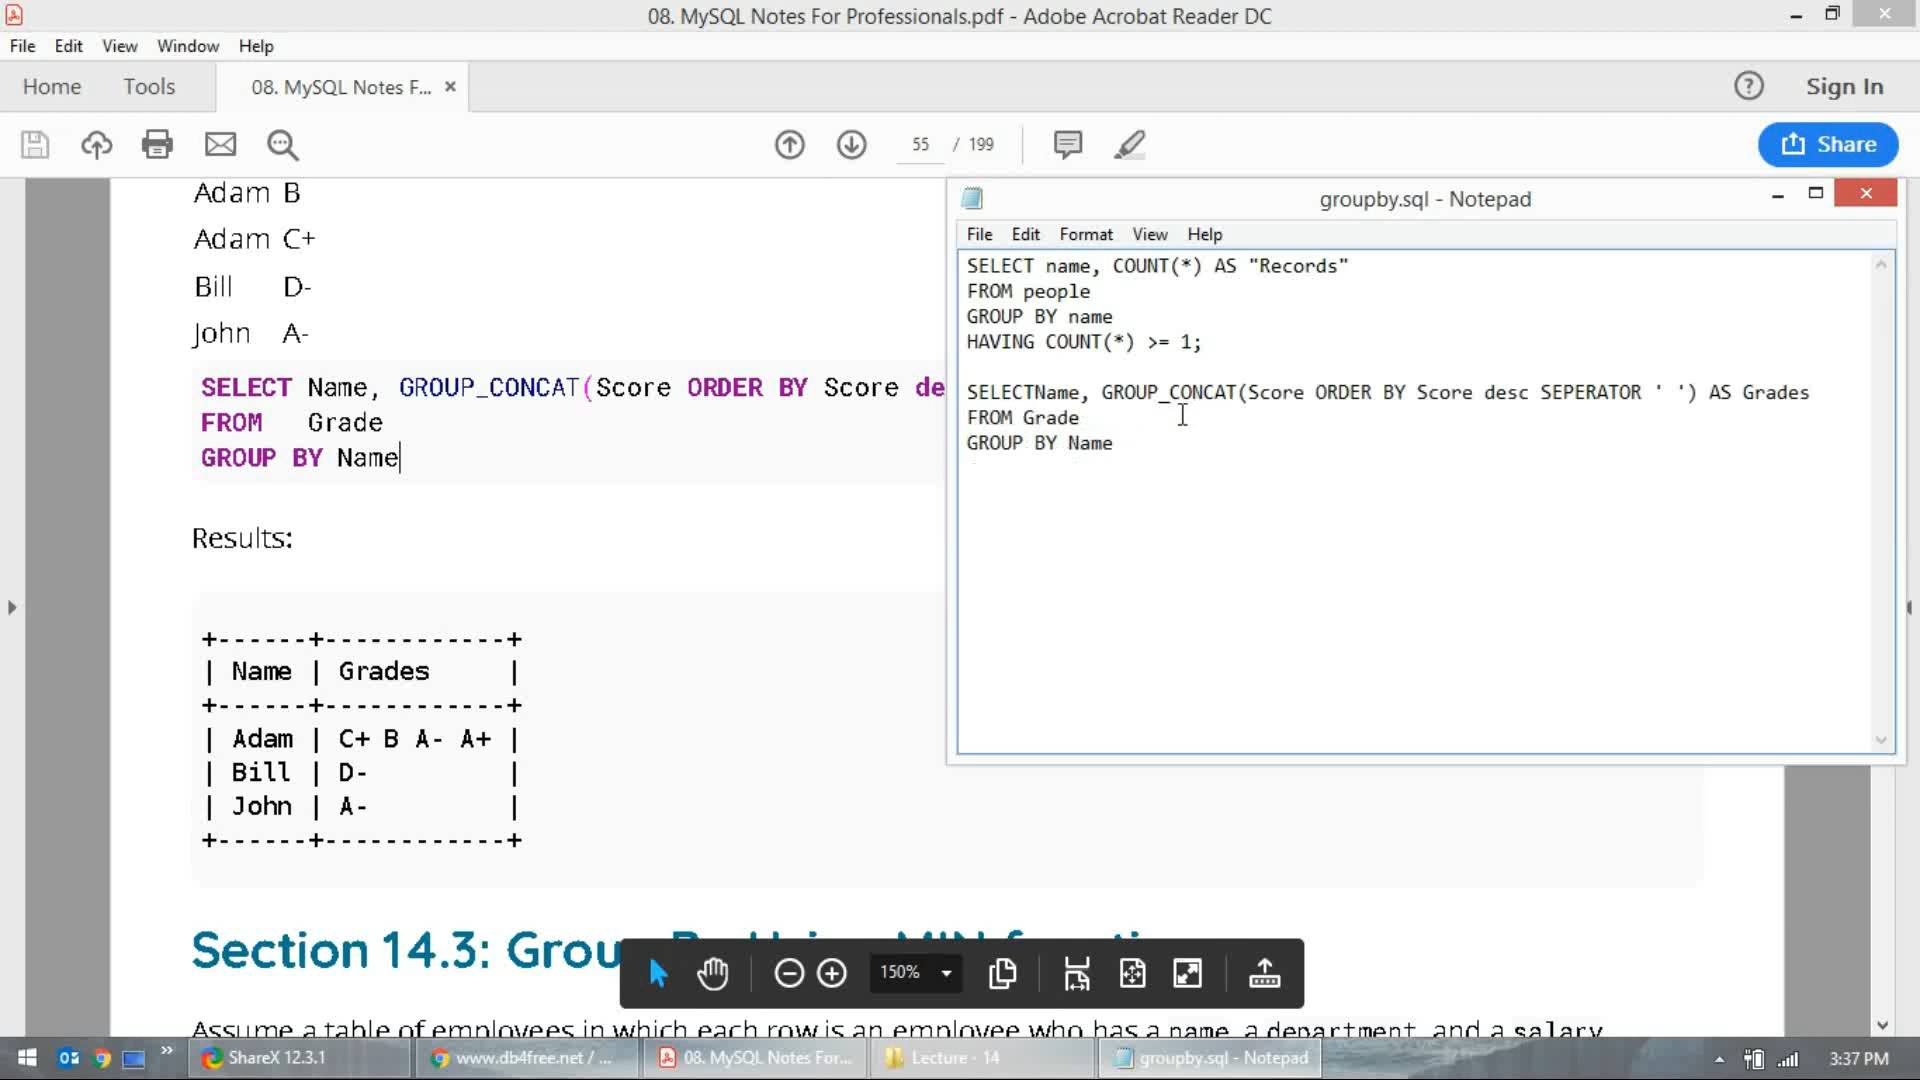 08. MySQL Notes For Professionals.pdf - Adobe Acrobat Reader DC
File Edit View Window Help
Home Tools 08. MySQL Notes F... ×
Sign In
55 / 199
Share
Adam B
Adam C+
Bill D-
John A-
SELECT Name, GROUP_CONCAT(Score ORDER BY Score de
FROM Grade
GROUP BY Name
Results:
+------+------------+
| Name | Grades |
+------+------------+
| Adam | C+ B A- A+ |
| Bill | D- |
| John | A- |
+------+------------+
Section 14.3:
Assume a table of employees in which each row is an employee who has a name, a department, and a salary
groupby.sql - Notepad
File Edit Format View Help
SELECT name, COUNT(*) AS "Records"
FROM people
GROUP BY name
HAVING COUNT(*) >= 1;
SELECTName, GROUP_CONCAT(Score ORDER BY Score desc SEPERATOR ' ') AS Grades
FROM Grade
GROUP BY Name
150%
ShareX 12.3.1
www.db4free.net / ...
08. MySQL Notes For...
Lecture - 14
groupby.sql - Notepad
3:37 PM